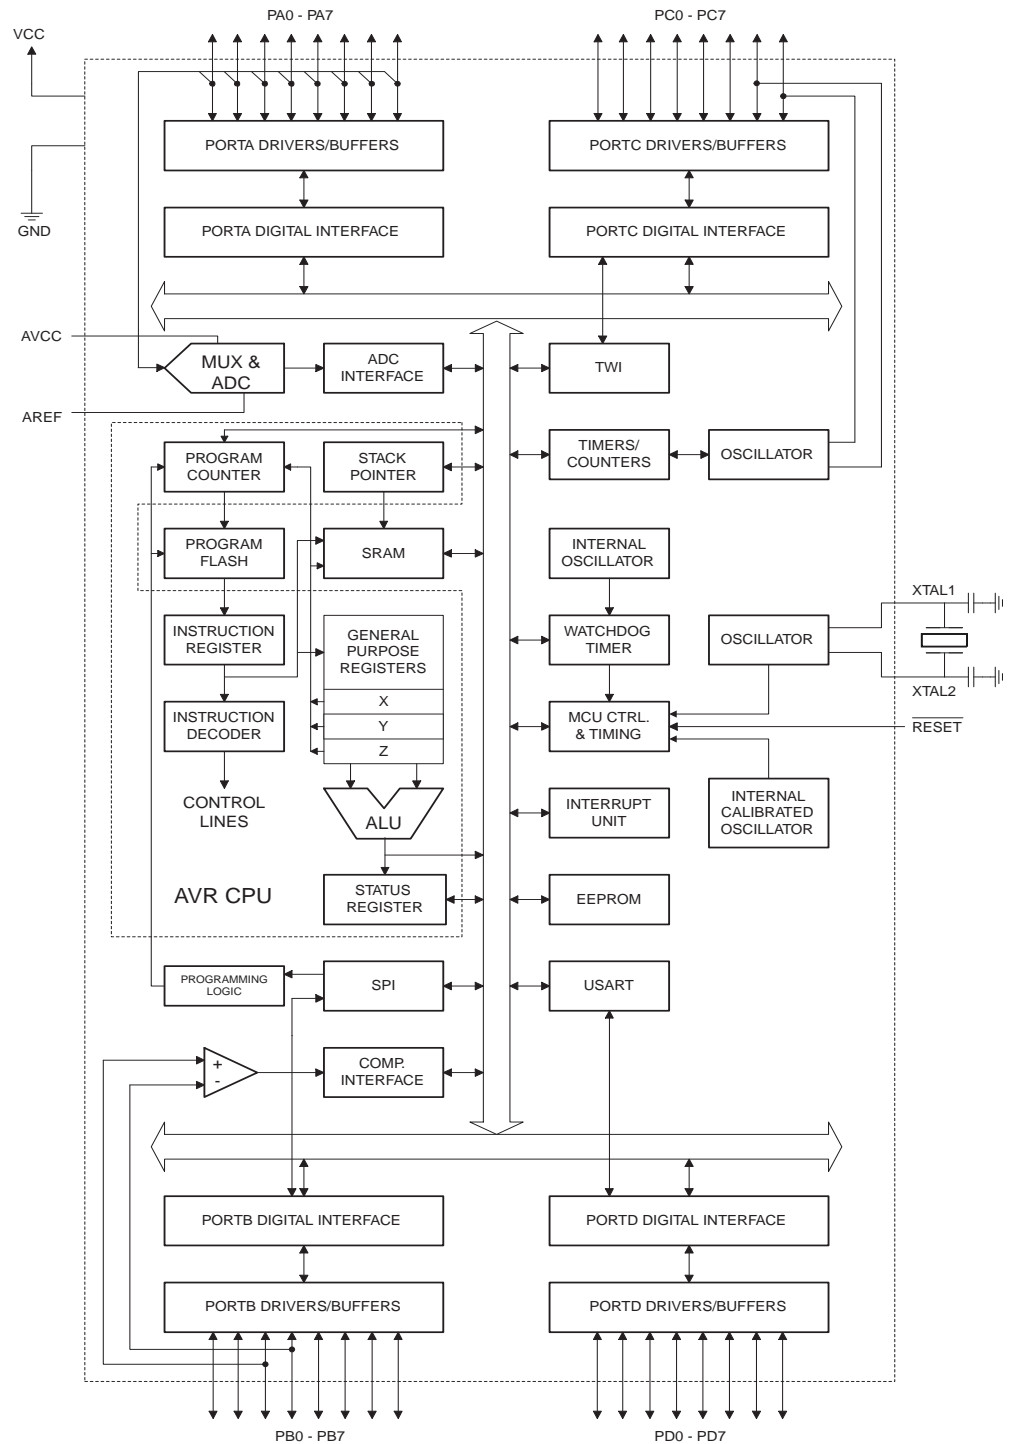 PA0 - PA7
PC0 - PC7
VCC
PORTA DRIVERS/BUFFERS
PORTC DRIVERS/BUFFERS
GND
PORTA DIGITAL INTERFACE
PORTC DIGITAL INTERFACE
AVCC
MUX &
ADC
ADC
INTERFACE
TWI
AREF
PROGRAM
COUNTER
STACK
POINTER
TIMERS/
COUNTERS
OSCILLATOR
PROGRAM
FLASH
SRAM
INTERNAL
OSCILLATOR
XTAL1
INSTRUCTION
REGISTER
GENERAL
PURPOSE
REGISTERS
WATCHDOG
TIMER
OSCILLATOR
XTAL2
X
Y
Z
INSTRUCTION
DECODER
MCU CTRL.
& TIMING
RESET
CONTROL
LINES
ALU
INTERRUPT
UNIT
INTERNAL
CALIBRATED
OSCILLATOR
AVR CPU
STATUS
REGISTER
EEPROM
PROGRAMMING
LOGIC
SPI
USART
+
-
COMP.
INTERFACE
PORTB DIGITAL INTERFACE
PORTD DIGITAL INTERFACE
PORTB DRIVERS/BUFFERS
PORTD DRIVERS/BUFFERS
PB0 - PB7
PD0 - PD7